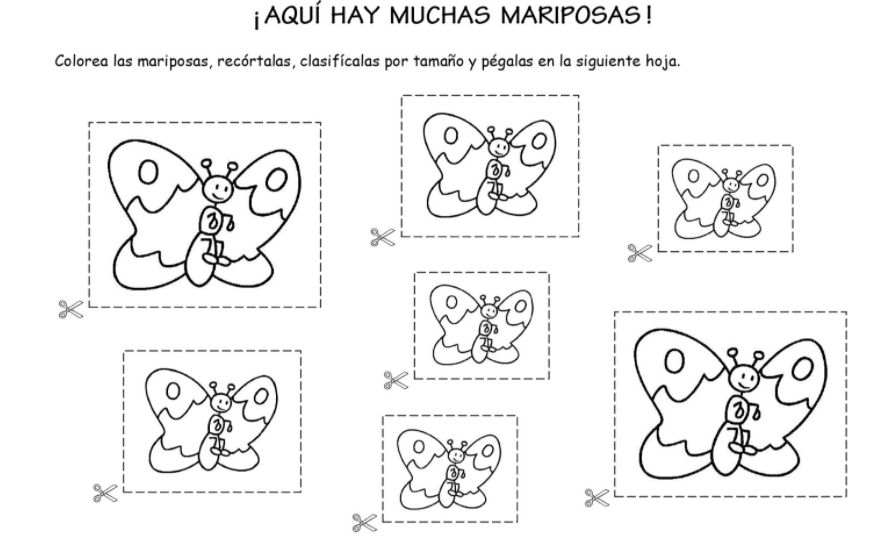 ¡AQUÍ HAY MUCHAS MARIPOSAS!
Colorea las mariposas, recórtalas, clasifícalas por tamaño y pégalas en la siguiente hoja.